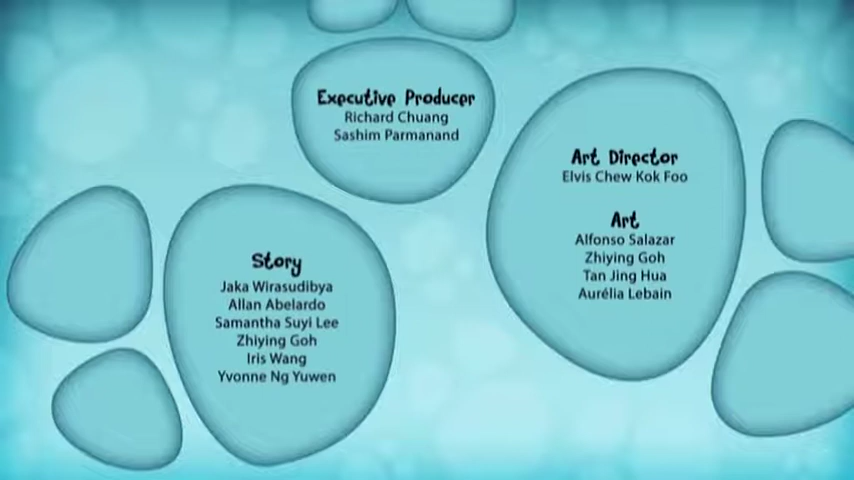 Executive Producer
Richard Chuang
Sashim Parmanand
Art Director
Elvis Chew Kok Foo
Art
Alfonso Salazar
Zhiying Goh
Tan Jing Hua
Aurélia Lebain
Story
Jaka Wirasudibya
Allan Abelardo
Samantha Suyi Lee
Zhiying Goh
Iris Wang
Yvonne Ng Yuwen